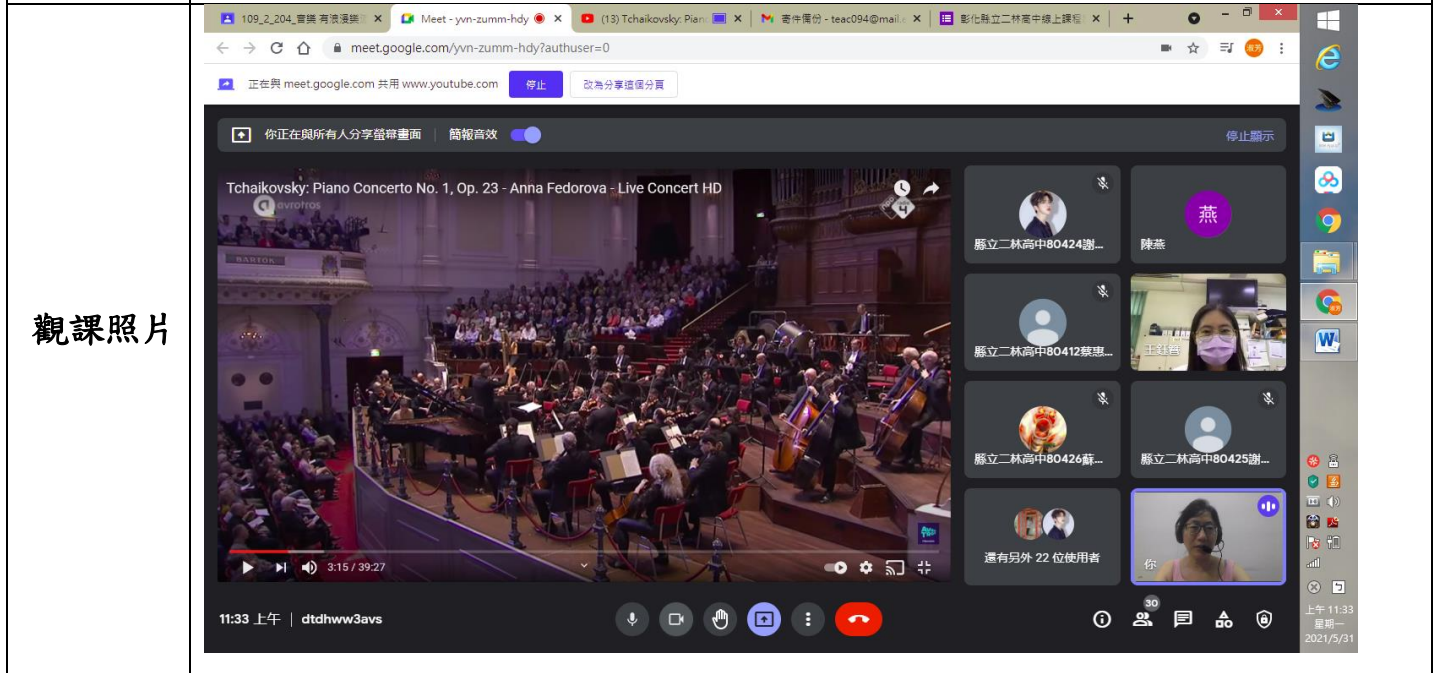 觀課照片
109_2_204_音樂 有浪漫樂
Meet - yvn-zumm-hdy
(13) Tchaikovsky: Piano
寄件備份 - teac094@mail.c
彰化縣立二林高中線上課程
meet.google.com/yvn-zumm-hdy?authuser=0
淑芳
正在與 meet.google.com 共用 www.youtube.com
停止
改為分享這個分頁
你正在與所有人分享螢幕畫面
簡報音效
停止顯示
Tchaikovsky: Piano Concerto No. 1, Op. 23 - Anna Fedorova - Live Concert HD
avrotros
4
BARTOK
3:15 / 39:27
縣立二林高中80424謝...
燕
陳燕
縣立二林高中80412蔡惠...
縣立二林高中80426蘇...
縣立二林高中80425謝...
還有另外 22 位使用者
你
11:33 上午 | dtdhww3avs
30
上午 11:33
星期一
2021/5/31